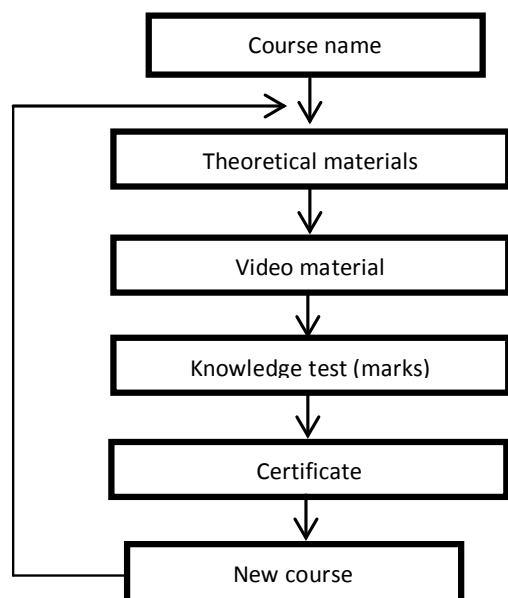 Course name
Theoretical materials
Video material
Knowledge test (marks)
Certificate
New course